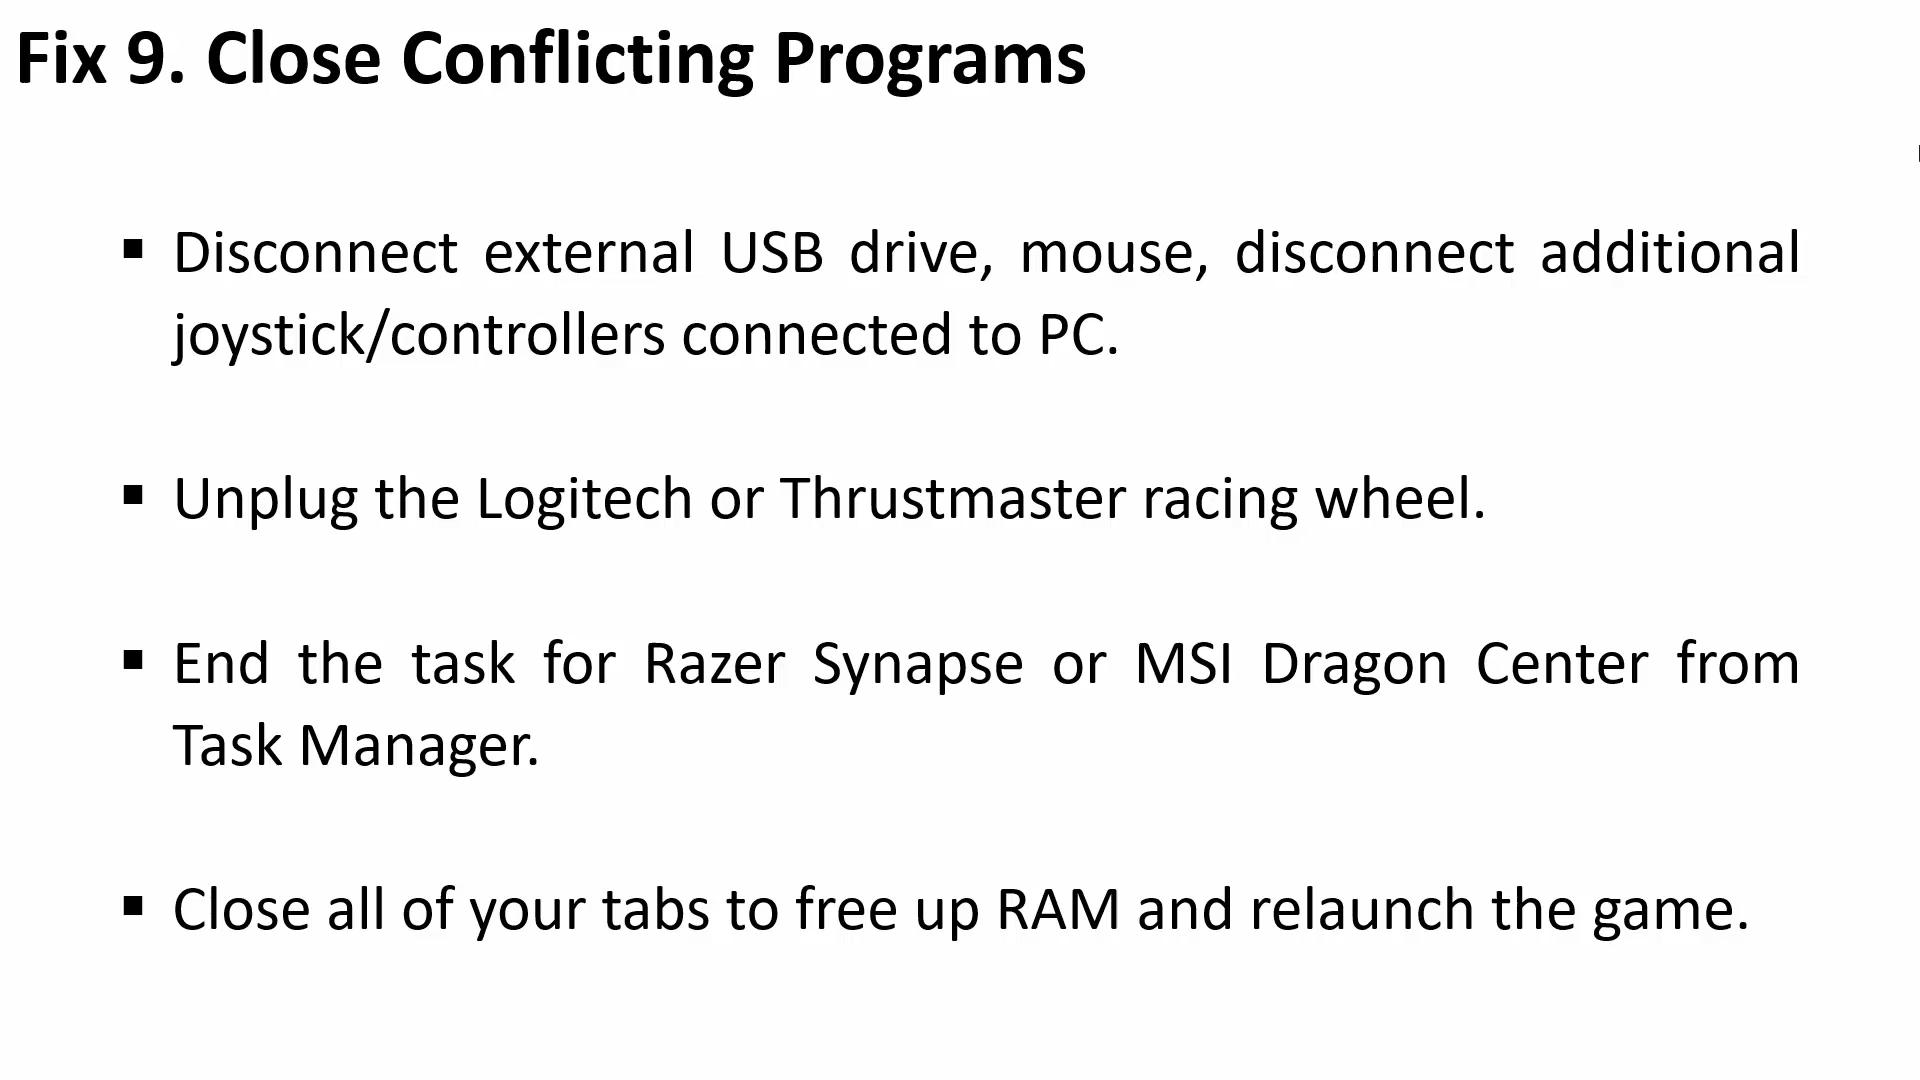 Fix 9. Close Conflicting Programs
▪ Disconnect external USB drive, mouse, disconnect additional
joystick/controllers connected to PC.
▪ Unplug the Logitech or Thrustmaster racing wheel.
▪ End the task for Razer Synapse or MSI Dragon Center from
Task Manager.
▪ Close all of your tabs to free up RAM and relaunch the game.